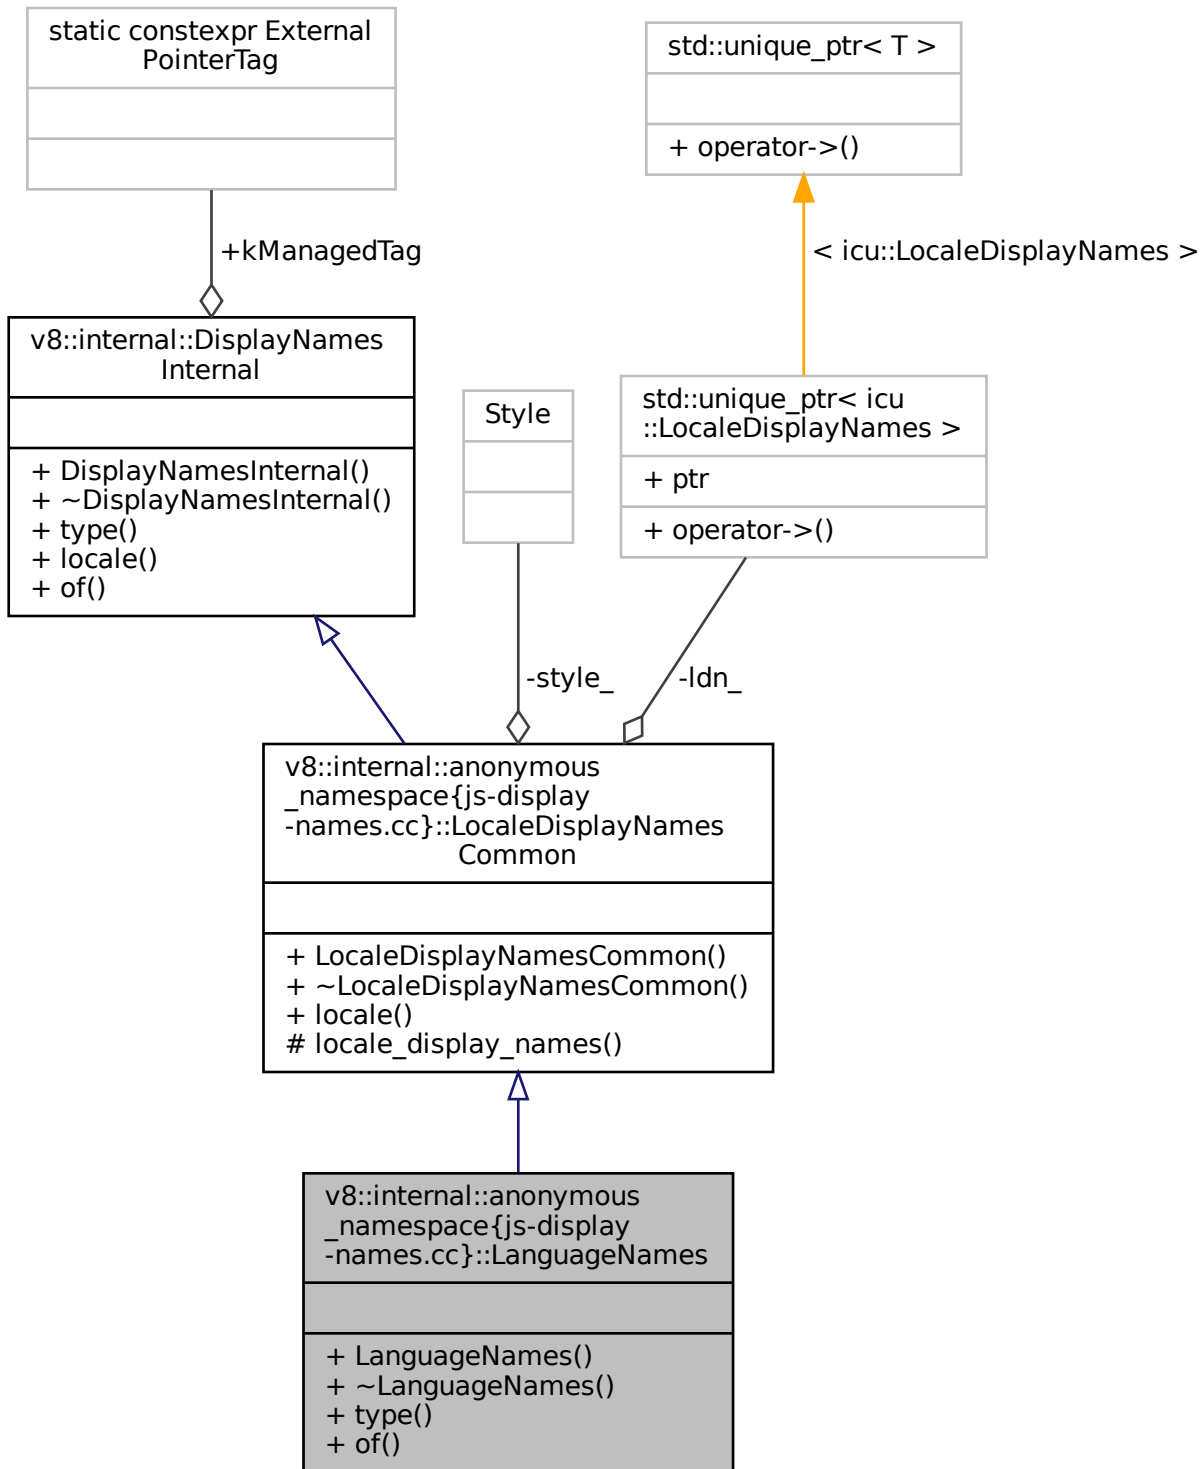 static constexpr External
PointerTag
std::unique_ptr< T >
+ operator->()
+kManagedTag
< icu::LocaleDisplayNames >
v8::internal::DisplayNames
Internal
+ DisplayNamesInternal()
+ ~DisplayNamesInternal()
+ type()
+ locale()
+ of()
Style
std::unique_ptr< icu
::LocaleDisplayNames >
+ ptr
+ operator->()
-style_
-ldn_
v8::internal::anonymous
_namespace{js-display
-names.cc}::LocaleDisplayNames
Common
+ LocaleDisplayNamesCommon()
+ ~LocaleDisplayNamesCommon()
+ locale()
# locale_display_names()
v8::internal::anonymous
_namespace{js-display
-names.cc}::LanguageNames
+ LanguageNames()
+ ~LanguageNames()
+ type()
+ of()